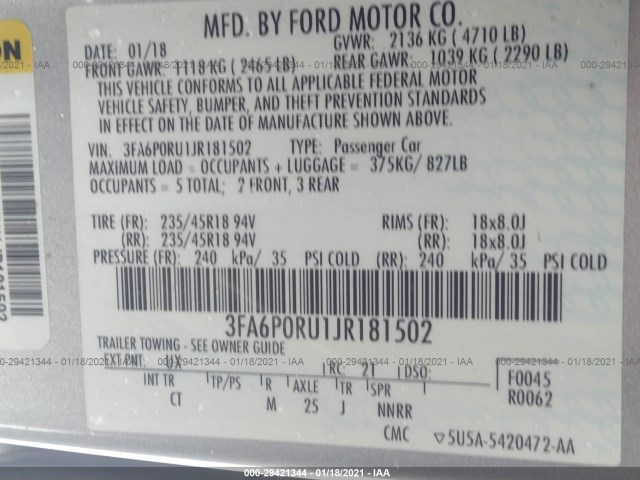 MFD. BY FORD MOTOR CO.
DATE: 01/18 GVWR: 2136 KG ( 4710 LB)
FRONT GAWR: 1118 KG ( 2465 LB) REAR GAWR: 1039 KG ( 2290 LB)
THIS VEHICLE CONFORMS TO ALL APPLICABLE FEDERAL MOTOR
VEHICLE SAFETY, BUMPER, AND THEFT PREVENTION STANDARDS
IN EFFECT ON THE DATE OF MANUFACTURE SHOWN ABOVE.
VIN: 3FA6P0RU1JR181502 TYPE: Passenger Car
MAXIMUM LOAD = OCCUPANTS + LUGGAGE = 375KG/ 827LB
OCCUPANTS = 5 TOTAL; 2 FRONT, 3 REAR
TIRE (FR): 235/45R18 94V RIMS (FR): 18x8.0J
(RR): 235/45R18 94V (RR): 18x8.0J
PRESSURE (FR): 240 kPa/ 35 PSI COLD (RR): 240 kPa/ 35 PSI COLD
3FA6P0RU1JR181502
TRAILER TOWING - SEE OWNER GUIDE
EXT PNT: UX RC: 21 DSO:
INT TR TP/PS R AXLE TR SPR F0045
CT M 25 J NNRR R0062
CMC ▽5U5A-5420472-AA
000-29421344 - 01/18/2021 - IAA